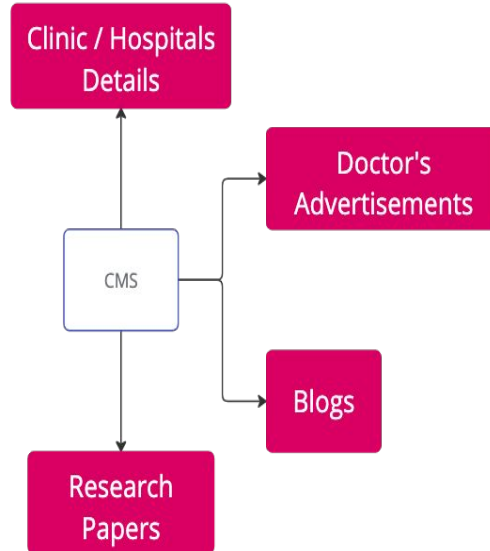 Clinic / Hospitals
Details
Doctor's
Advertisements
CMS
Blogs
Research
Papers